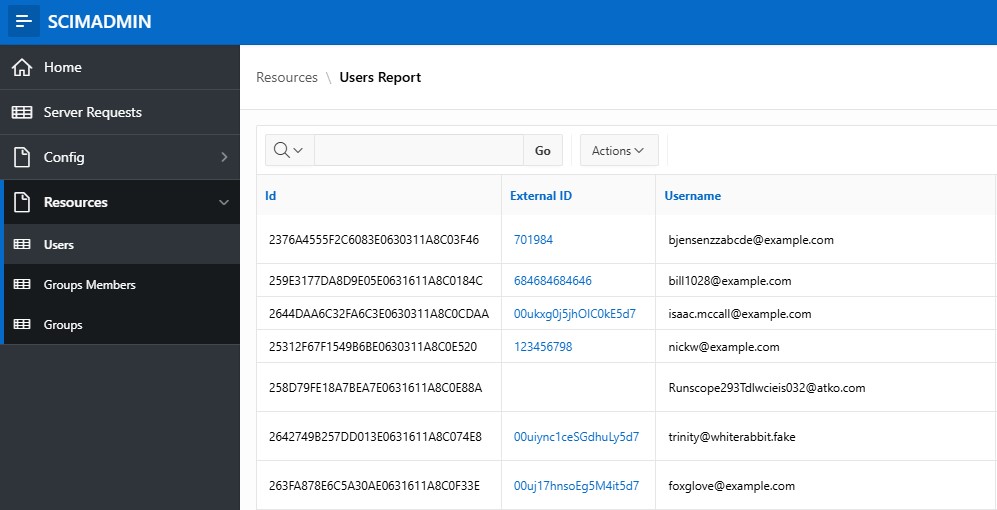 SCIMADMIN
Home
Server Requests
Config
Resources
Users
Groups Members
Groups
Resources \ Users Report
Go Actions
Id External ID Username
2376A4555F2C6083E0630311A8C03F46 701984 bjensenzzabcde@example.com
259E3177DA8D9E05E0631611A8C0184C 684684684646 bill1028@example.com
2644DAA6C32FA6C3E0630311A8C0CDAA 00ukxg0j5jhOIC0kE5d7 isaac.mccall@example.com
25312F67F1549B6BE0630311A8C0E520 123456798 nickw@example.com
258D79FE18A7BEA7E0631611A8C0E88A Runscope293Tdlwcieis032@atko.com
2642749B257DD013E0631611A8C074E8 00uiync1ceSGdhuLy5d7 trinity@whiterabbit.fake
263FA878E6C5A30AE0631611A8C0F33E 00uj17hnsoEg5M4it5d7 foxglove@example.com